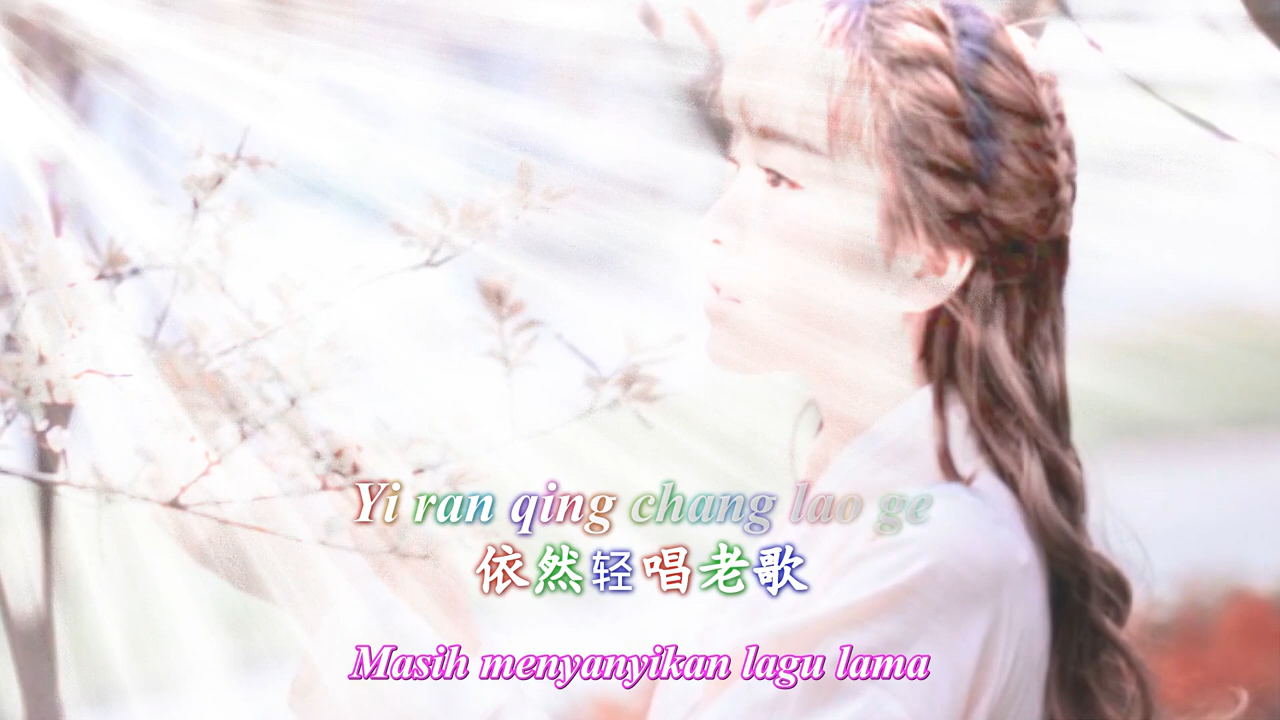 Yi ran qing chang lao ge
依然轻唱老歌
Masih menyanyikan lagu lama